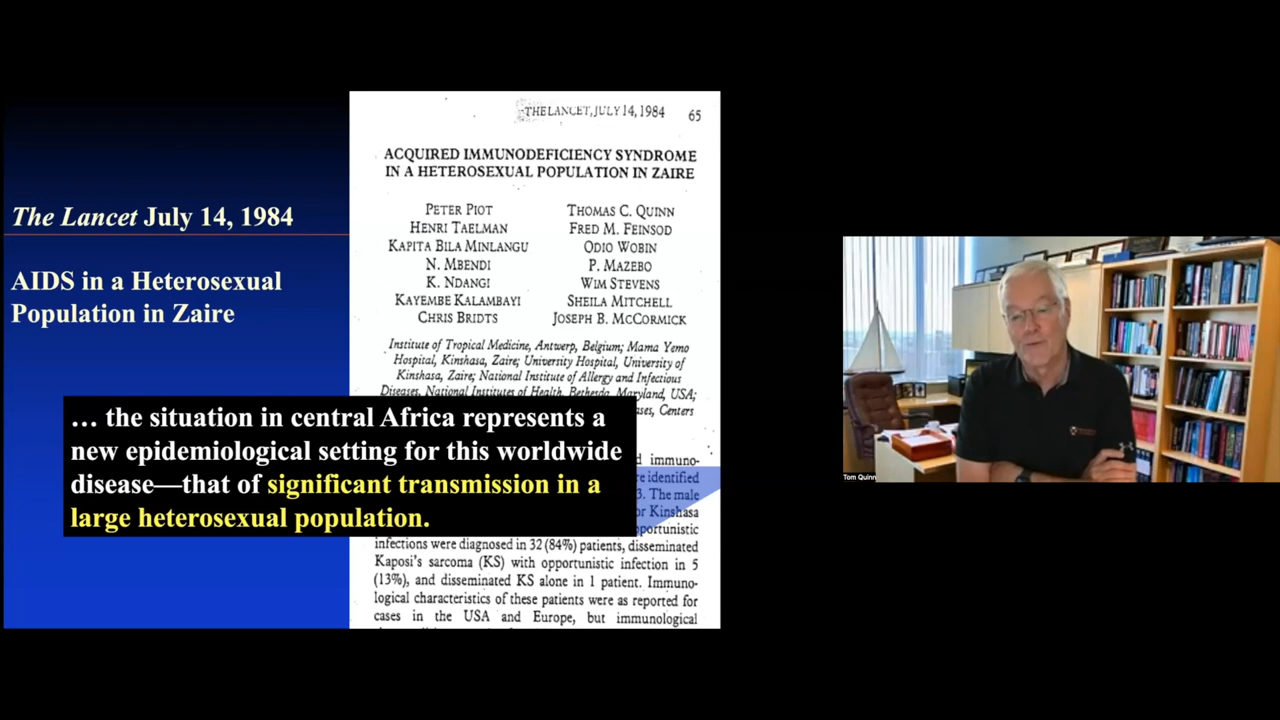 The Lancet July 14, 1984
AIDS in a Heterosexual
Population in Zaire
THE LANCET, JULY 14, 1984 65
ACQUIRED IMMUNODEFICIENCY SYNDROME
IN A HETEROSEXUAL POPULATION IN ZAIRE
PETER PIOT
HENRI TAELMAN
KAPITA BILA MINLANGU
N. MBENDI
K. NDANGI
KAYEMBE KALAMBAYI
CHRIS BRIDTS
THOMAS C. QUINN
FRED M. FEINSOD
ODIO WOBIN
P. MAZEBO
WIM STEVENS
SHEILA MITCHELL
JOSEPH B. MCCORMICK
Institute of Tropical Medicine, Antwerp, Belgium; Mama Yemo
Hospital, Kinshasa, Zaire; University Hospital, University of
Kinshasa, Zaire; National Institute of Allergy and Infectious
Diseases, National Institutes of Health, Bethesda, Maryland, USA;
Centers
… the situation in central Africa represents a
new epidemiological setting for this worldwide
disease—that of significant transmission in a
large heterosexual population.
immuno-
identified
3. The male
Kinshasa
infections were diagnosed in 32 (84%) patients, disseminated
Kaposi's sarcoma (KS) with opportunistic infection in 5
(13%), and disseminated KS alone in 1 patient. Immuno-
logical characteristics of these patients were as reported for
cases in the USA and Europe, but immunological
Tom Quinn